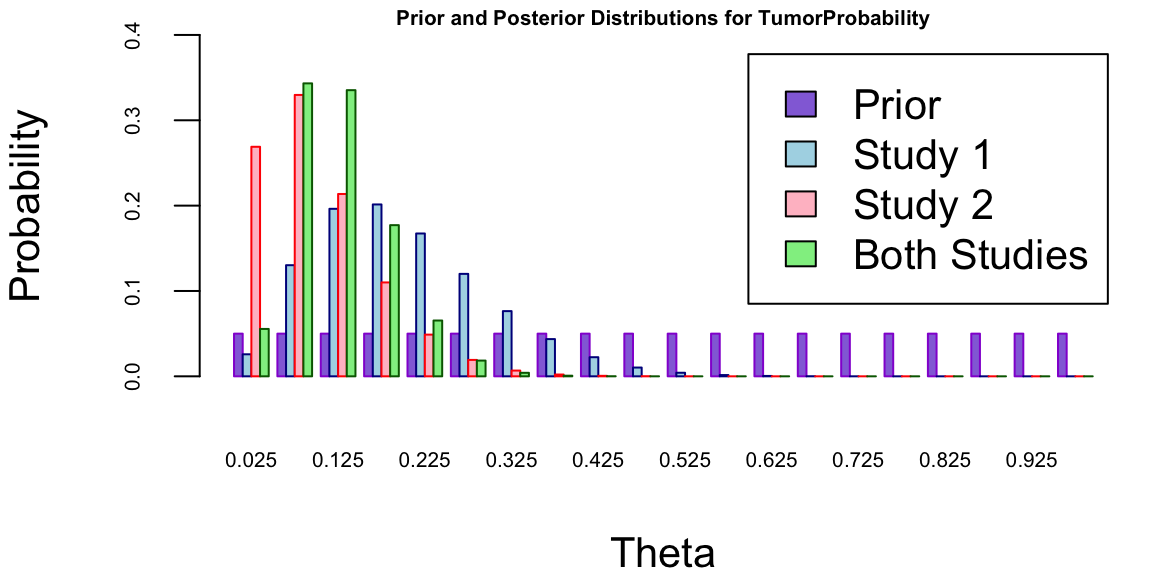 Prior and Posterior Distributions for TumorProbability
Probability
0.4
0.3
0.2
0.1
0.0
Prior
Study 1
Study 2
Both Studies
0.025 0.125 0.225 0.325 0.425 0.525 0.625 0.725 0.825 0.925
Theta